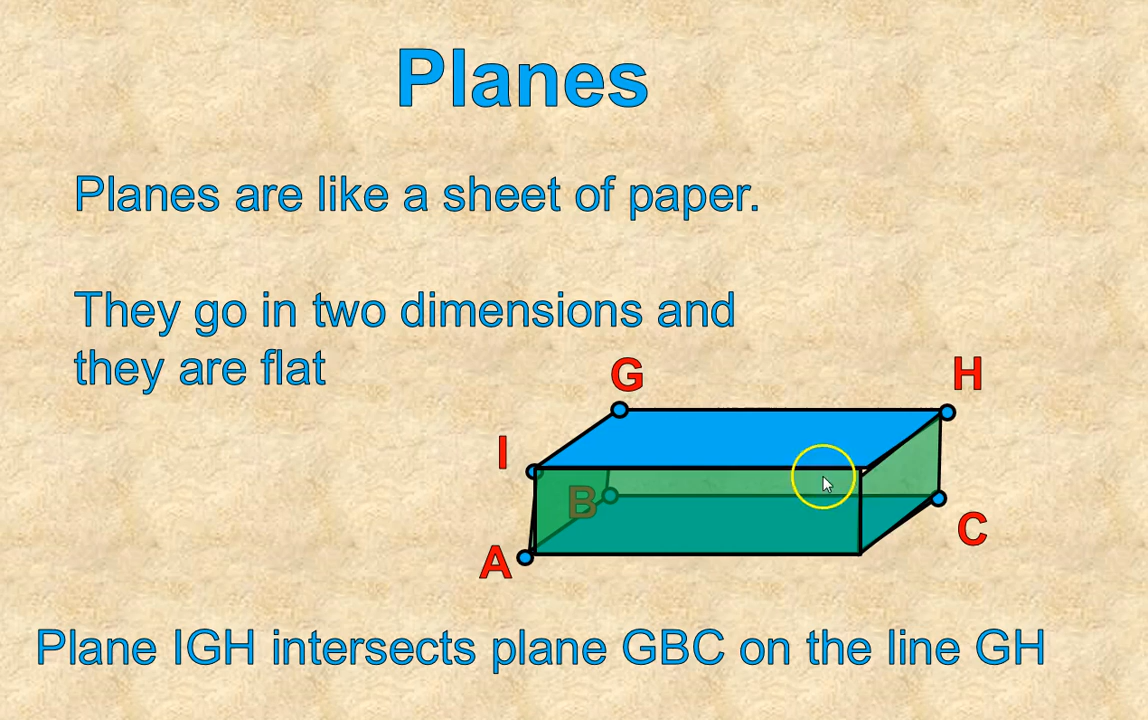 Planes
Planes are like a sheet of paper.
They go in two dimensions and
they are flat
G
H
I
B
C
A
Plane IGH intersects plane GBC on the line GH